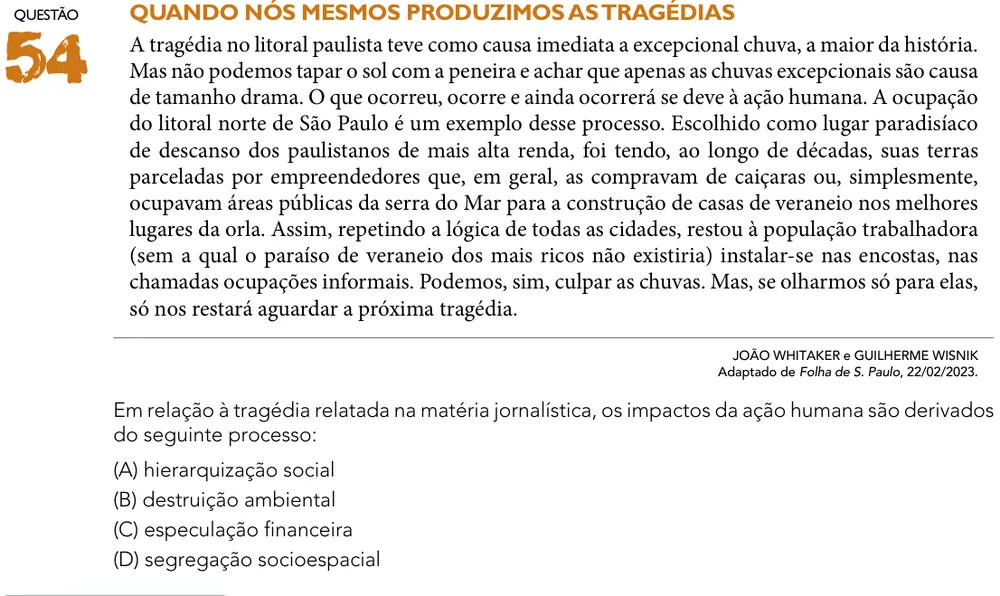 QUESTÃO
54
QUANDO NÓS MESMOS PRODUZIMOS AS TRAGÉDIAS
A tragédia no litoral paulista teve como causa imediata a excepcional chuva, a maior da história.
Mas não podemos tapar o sol com a peneira e achar que apenas as chuvas excepcionais são causa
de tamanho drama. O que ocorreu, ocorre e ainda ocorrerá se deve à ação humana. A ocupação
do litoral norte de São Paulo é um exemplo desse processo. Escolhido como lugar paradisíaco
de descanso dos paulistanos de mais alta renda, foi tendo, ao longo de décadas, suas terras
parceladas por empreendedores que, em geral, as compravam de caiçaras ou, simplesmente,
ocupavam áreas públicas da serra do Mar para a construção de casas de veraneio nos melhores
lugares da orla. Assim, repetindo a lógica de todas as cidades, restou à população trabalhadora
(sem a qual o paraíso de veraneio dos mais ricos não existiria) instalar-se nas encostas, nas
chamadas ocupações informais. Podemos, sim, culpar as chuvas. Mas, se olharmos só para elas,
só nos restará aguardar a próxima tragédia.
JOÃO WHITAKER e GUILHERME WISNIK
Adaptado de Folha de S. Paulo, 22/02/2023.
Em relação à tragédia relatada na matéria jornalística, os impactos da ação humana são derivados
do seguinte processo:
(A) hierarquização social
(B) destruição ambiental
(C) especulação financeira
(D) segregação socioespacial